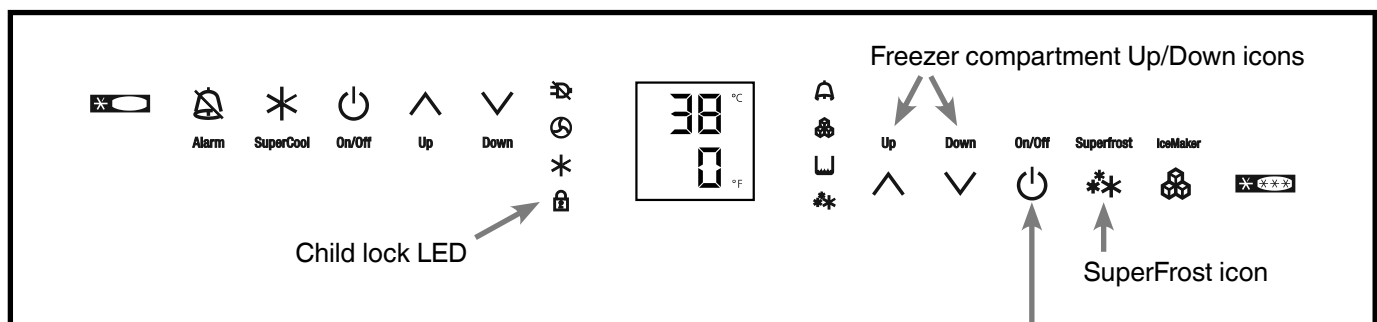 Freezer compartment Up/Down icons
38 °C
Alarm SuperCool On/Off Up Down
Up Down On/Off Superfrost IceMaker
0 °F
Child lock LED
SuperFrost icon